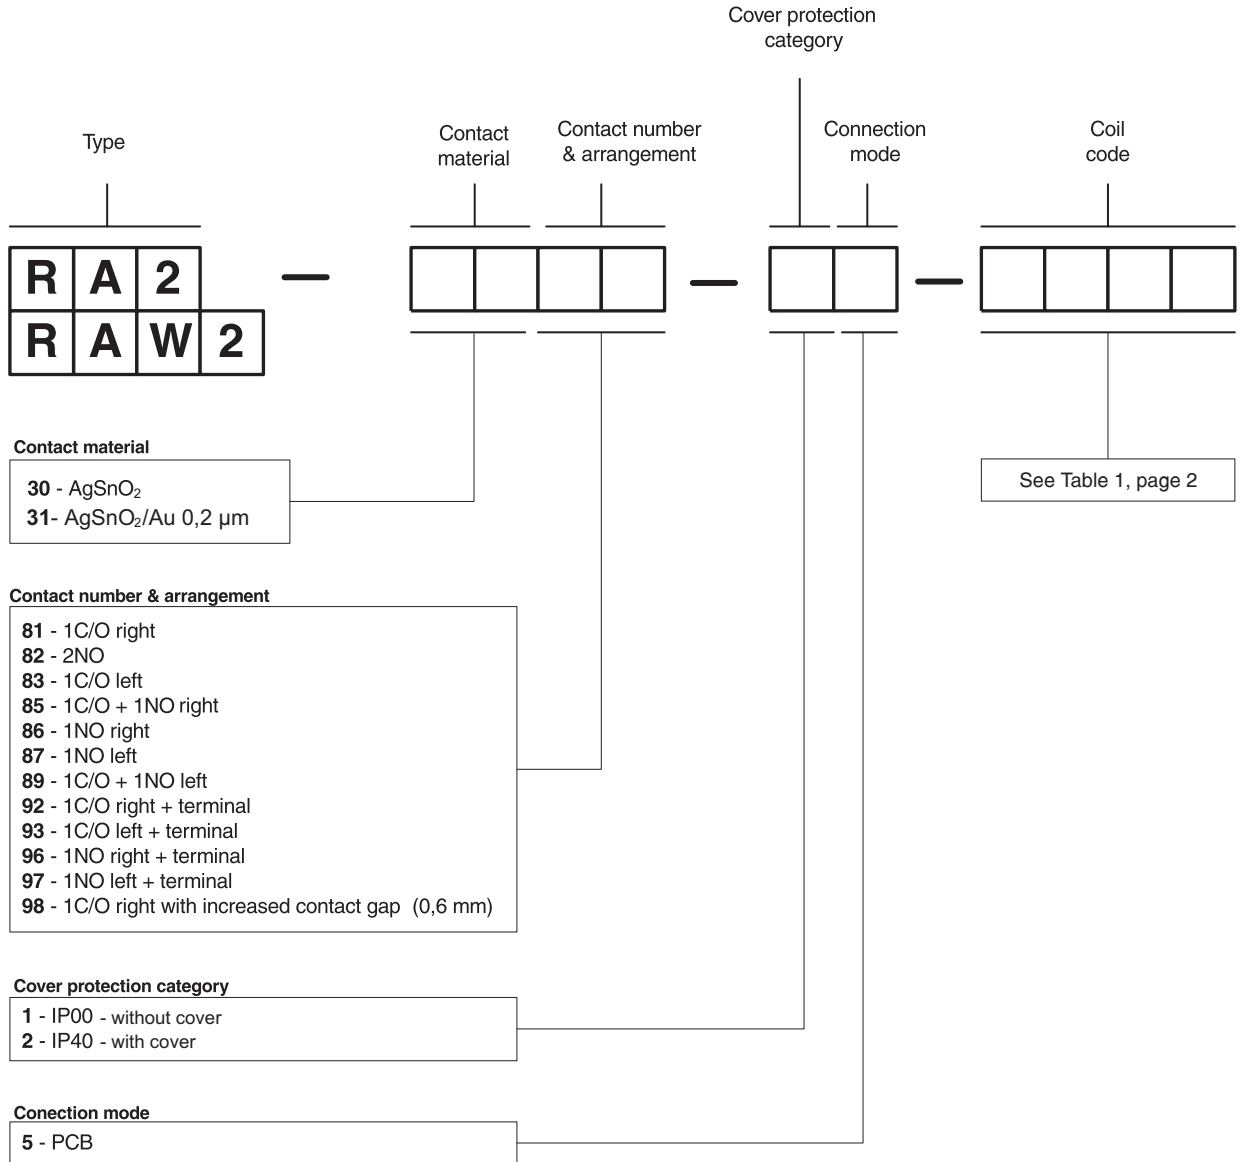 Cover protection
category
Type
Contact
material
Contact number
& arrangement
Connection
mode
Coil
code
R A 2 — — —
R A W 2
Contact material
30 - AgSnO₂
31- AgSnO₂/Au 0,2 µm
See Table 1, page 2
Contact number & arrangement
81 - 1C/O right
82 - 2NO
83 - 1C/O left
85 - 1C/O + 1NO right
86 - 1NO right
87 - 1NO left
89 - 1C/O + 1NO left
92 - 1C/O right + terminal
93 - 1C/O left + terminal
96 - 1NO right + terminal
97 - 1NO left + terminal
98 - 1C/O right with increased contact gap (0,6 mm)
Cover protection category
1 - IP00 - without cover
2 - IP40 - with cover
Conection mode
5 - PCB